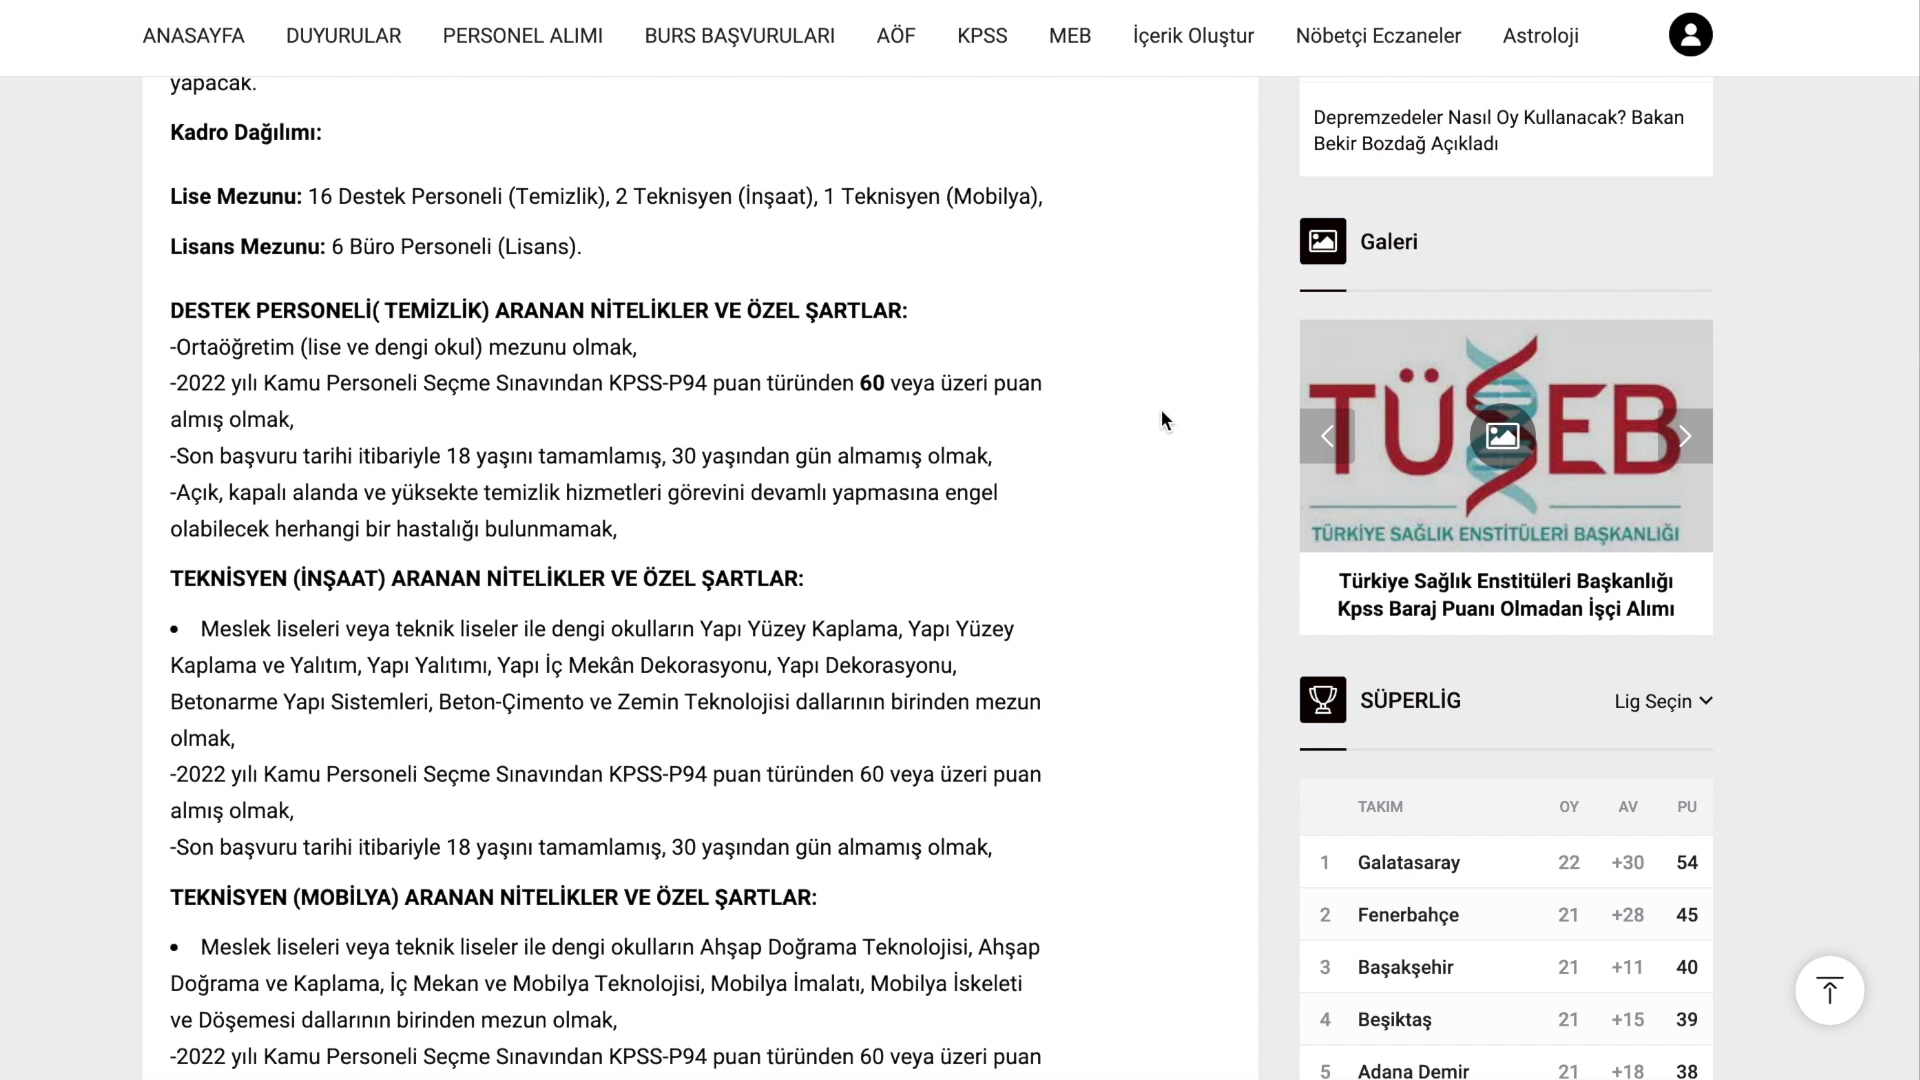 ANASAYFA DUYURULAR PERSONEL ALIMI BURS BAŞVURULARI AÖF KPSS MEB İçerik Oluştur Nöbetçi Eczaneler Astroloji
yapacak.
Kadro Dağılımı:
Lise Mezunu: 16 Destek Personeli (Temizlik), 2 Teknisyen (İnşaat), 1 Teknisyen (Mobilya),
Lisans Mezunu: 6 Büro Personeli (Lisans).
DESTEK PERSONELİ( TEMİZLİK) ARANAN NİTELİKLER VE ÖZEL ŞARTLAR:
-Ortaöğretim (lise ve dengi okul) mezunu olmak,
-2022 yılı Kamu Personeli Seçme Sınavından KPSS-P94 puan türünden 60 veya üzeri puan
almış olmak,
-Son başvuru tarihi itibariyle 18 yaşını tamamlamış, 30 yaşından gün almamış olmak,
-Açık, kapalı alanda ve yüksekte temizlik hizmetleri görevini devamlı yapmasına engel
olabilecek herhangi bir hastalığı bulunmamak,
TEKNİSYEN (İNŞAAT) ARANAN NİTELİKLER VE ÖZEL ŞARTLAR:
• Meslek liseleri veya teknik liseler ile dengi okulların Yapı Yüzey Kaplama, Yapı Yüzey
Kaplama ve Yalıtım, Yapı Yalıtımı, Yapı İç Mekân Dekorasyonu, Yapı Dekorasyonu,
Betonarme Yapı Sistemleri, Beton-Çimento ve Zemin Teknolojisi dallarının birinden mezun
olmak,
-2022 yılı Kamu Personeli Seçme Sınavından KPSS-P94 puan türünden 60 veya üzeri puan
almış olmak,
-Son başvuru tarihi itibariyle 18 yaşını tamamlamış, 30 yaşından gün almamış olmak,
TEKNİSYEN (MOBİLYA) ARANAN NİTELİKLER VE ÖZEL ŞARTLAR:
• Meslek liseleri veya teknik liseler ile dengi okulların Ahşap Doğrama Teknolojisi, Ahşap
Doğrama ve Kaplama, İç Mekan ve Mobilya Teknolojisi, Mobilya İmalatı, Mobilya İskeleti
ve Döşemesi dallarının birinden mezun olmak,
-2022 yılı Kamu Personeli Seçme Sınavından KPSS-P94 puan türünden 60 veya üzeri puan
Depremzedeler Nasıl Oy Kullanacak? Bakan
Bekir Bozdağ Açıkladı
Galeri
TÜSEB
TÜRKİYE SAĞLIK ENSTİTÜLERİ BAŞKANLIĞI
Türkiye Sağlık Enstitüleri Başkanlığı
Kpss Baraj Puanı Olmadan İşçi Alımı
SÜPERLİG Lig Seçin
TAKIM OY AV PU
1 Galatasaray 22 +30 54
2 Fenerbahçe 21 +28 45
3 Başakşehir 21 +11 40
4 Beşiktaş 21 +15 39
5 Adana Demir 21 +18 38